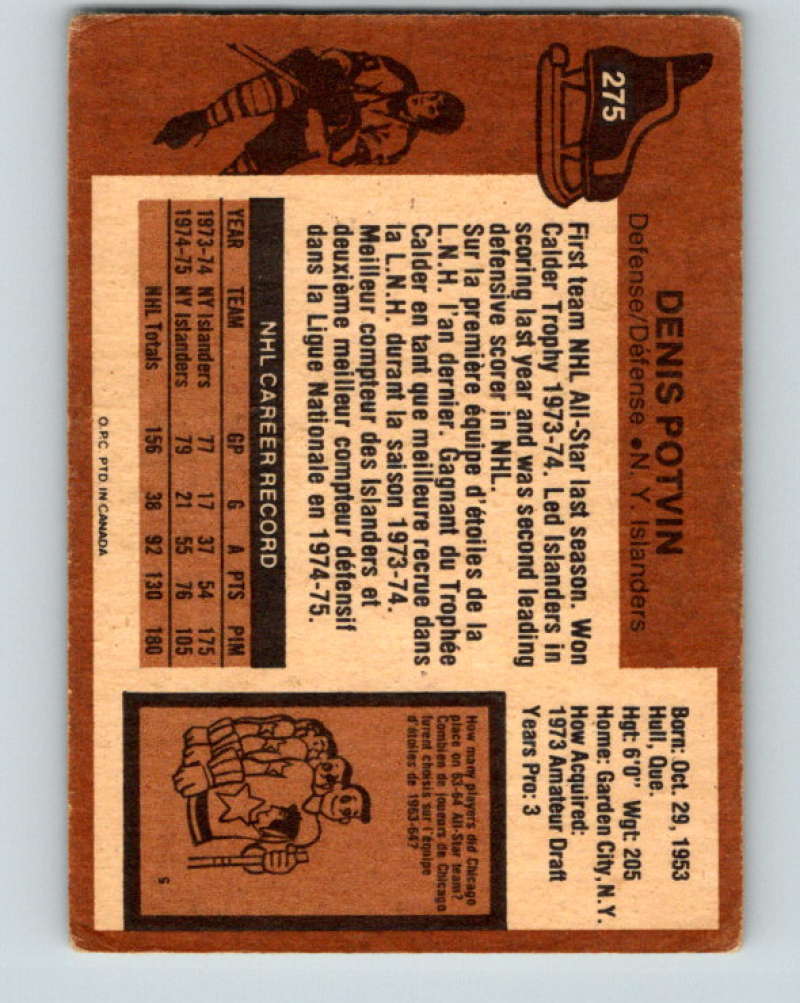 275
DENIS POTVIN
Defense/Défense • N. Y. Islanders
First team NHL All-Star last season. Won
Calder Trophy 1973-74. Led Islanders in
scoring last year and was second leading
defensive scorer in NHL.
Sur la première équipe d'étoiles de la
L.N.H. l'an dernier. Gagnant du Trophée
Calder en tant que meilleure recrue dans
la L.N.H. durant la saison 1973-74.
Meilleur compteur des Islanders et
deuxième meilleur compteur défensif
dans la Ligue Nationale en 1974-75.
NHL CAREER RECORD
YEAR TEAM GP G A PTS PIM
1973-74 NY Islanders 77 17 37 54 175
1974-75 NY Islanders 79 21 55 76 105
NHL Totals 156 38 92 130 180
O.P.C. PTD. IN CANADA
Born: Oct. 29, 1953
Hull, Que.
Hgt: 6'0" Wgt: 205
Home: Garden City, N.Y.
How Acquired:
1973 Amateur Draft
Years Pro: 3
How many players did Chicago
place on 63-64 All-Star team?
Combien de joueurs de Chicago
furent choisis sur l'équipe
d'étoiles de 1963-64?
5